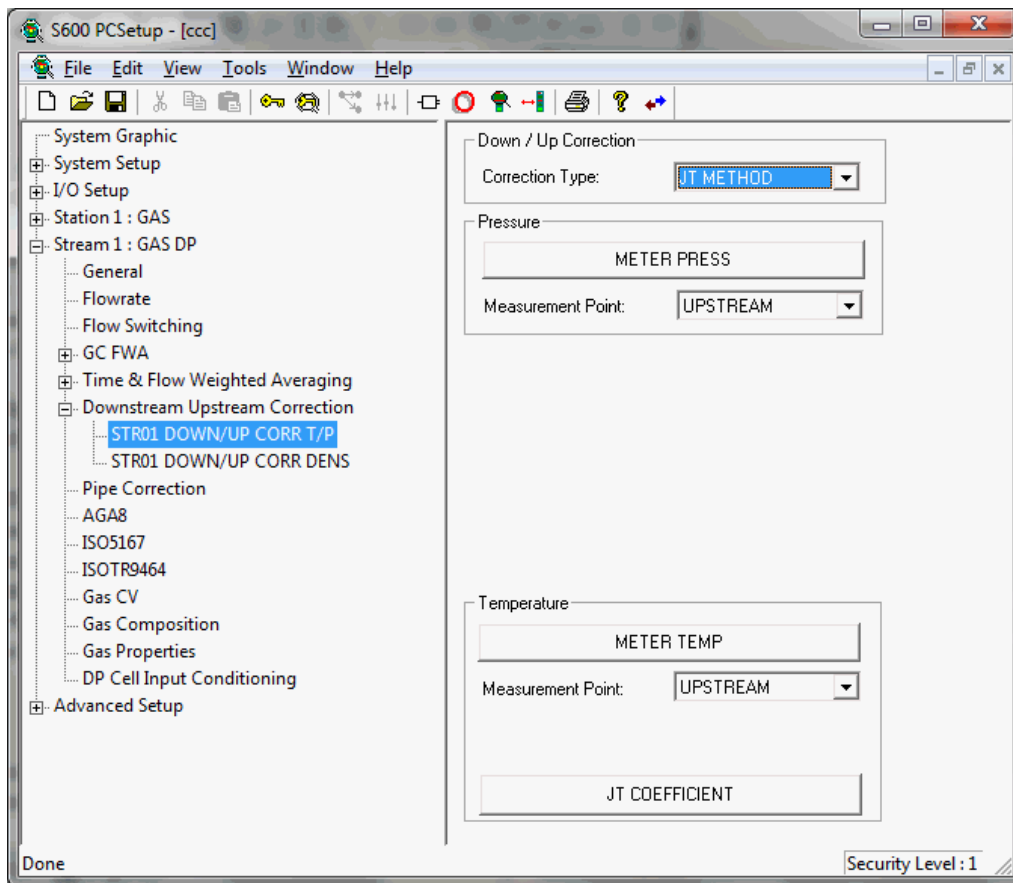 S600 PCSetup - [ccc]
File Edit View Tools Window Help
System Graphic
System Setup
I/O Setup
Station 1 : GAS
Stream 1 : GAS DP
General
Flowrate
Flow Switching
GC FWA
Time & Flow Weighted Averaging
Downstream Upstream Correction
STR01 DOWN/UP CORR T/P
STR01 DOWN/UP CORR DENS
Pipe Correction
AGA8
ISO5167
ISOTR9464
Gas CV
Gas Composition
Gas Properties
DP Cell Input Conditioning
Advanced Setup
Down / Up Correction
Correction Type: JT METHOD
Pressure
METER PRESS
Measurement Point: UPSTREAM
Temperature
METER TEMP
Measurement Point: UPSTREAM
JT COEFFICIENT
Done Security Level : 1